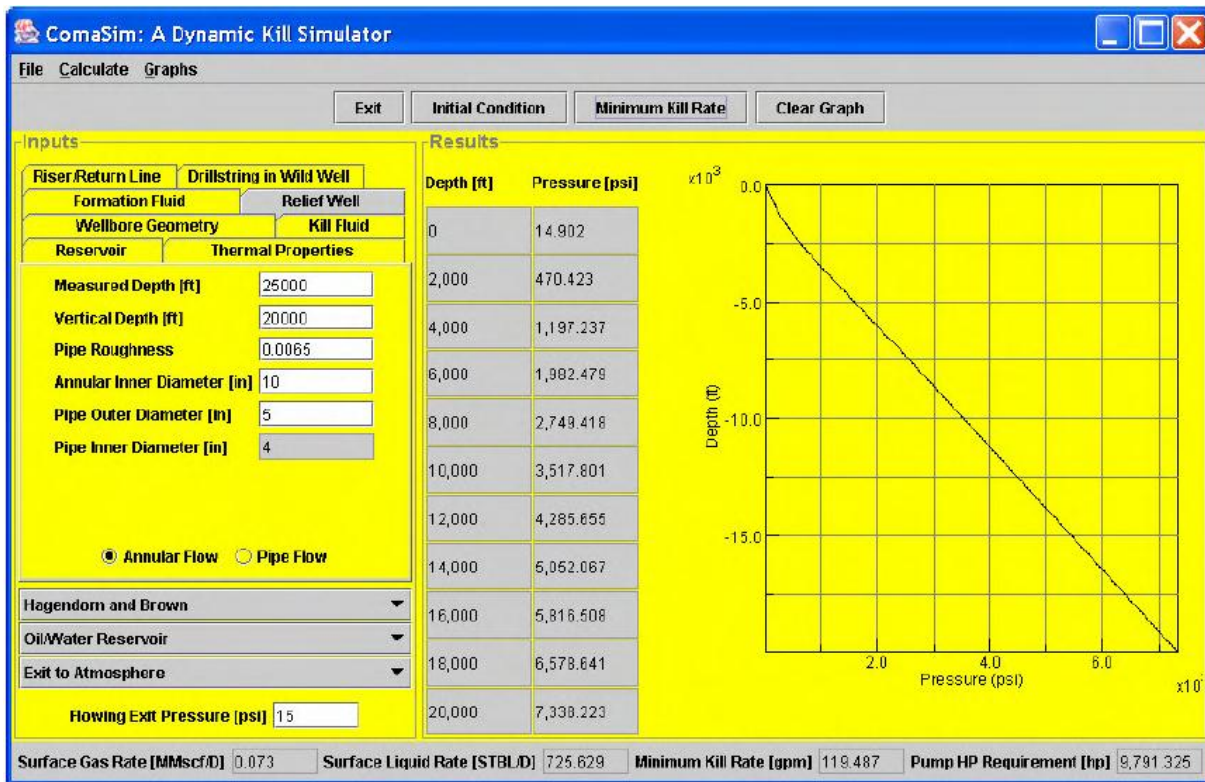 ComaSim: A Dynamic Kill Simulator
File Calculate Graphs
Exit Initial Condition Minimum Kill Rate Clear Graph
Inputs
Riser/Return Line Drillstring in Wild Well
Formation Fluid Relief Well
Wellbore Geometry Kill Fluid
Reservoir Thermal Properties
Measured Depth [ft] 25000
Vertical Depth [ft] 20000
Pipe Roughness 0.0065
Annular Inner Diameter [in] 10
Pipe Outer Diameter [in] 5
Pipe Inner Diameter [in] 4
Annular Flow Pipe Flow
Hagendorn and Brown
Oil/Water Reservoir
Exit to Atmosphere
Flowing Exit Pressure [psi] 15
Results
Depth [ft] Pressure [psi]
0 14.902
2,000 470.423
4,000 1,197.237
6,000 1,982.479
8,000 2,749.418
10,000 3,517.801
12,000 4,285.655
14,000 5,052.067
16,000 5,816.508
18,000 6,578.641
20,000 7,338.223
x10 3
0.0
-5.0
-10.0
-15.0
Depth (ft)
2.0 4.0 6.0
Pressure (psi)
x10
Surface Gas Rate [MMscf/D] 0.073 Surface Liquid Rate [STBL/D] 725.629 Minimum Kill Rate [gpm] 119.487 Pump HP Requirement [hp] 9,791.325